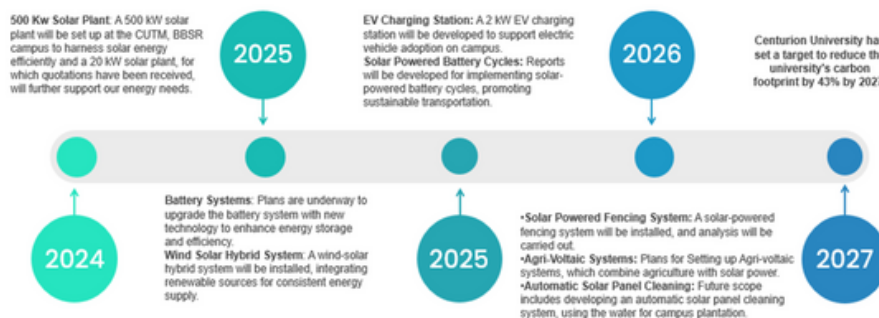 500 Kw Solar Plant: A 500 kW solar
plant will be set up at the CUTM, BBSR
campus to harness solar energy
efficiently and a 20 kW solar plant, for
which quotations have been received,
will further support our energy needs.
2025
EV Charging Station: A 2 kW EV charging
station will be developed to support electric
vehicle adoption on campus.
Solar Powered Battery Cycles: Reports
will be developed for implementing solar-
powered battery cycles, promoting
sustainable transportation.
2026
Centurion University ha
set a target to reduce th
university's carbon
footprint by 43% by 202
2024
Battery Systems: Plans are underway to
upgrade the battery system with new
technology to enhance energy storage
and efficiency.
Wind Solar Hybrid System: A wind-solar
hybrid system will be installed, integrating
renewable sources for consistent energy
supply.
2025
•Solar Powered Fencing System: A solar-powered
fencing system will be installed, and analysis will be
carried out.
•Agri-Voltaic Systems: Plans for Setting up Agri-voltaic
systems, which combine agriculture with solar power.
•Automatic Solar Panel Cleaning: Future scope
includes developing an automatic solar panel cleaning
system, using the water for campus plantation.
2027